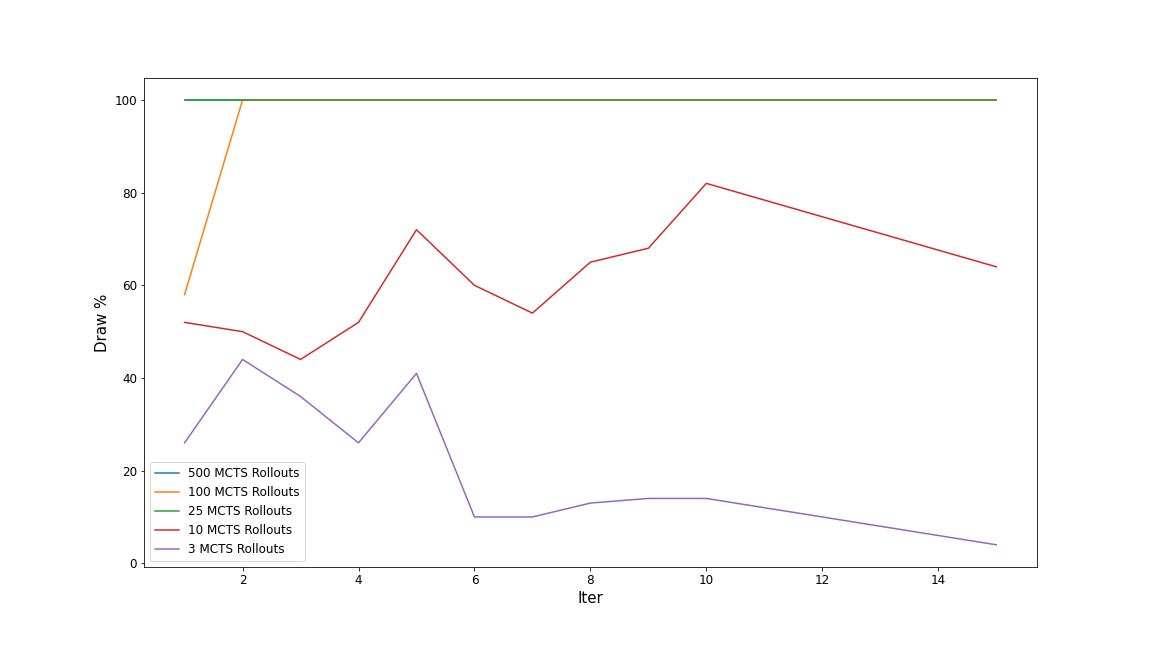 100
80
60
40
20
0
Draw %
500 MCTS Rollouts
100 MCTS Rollouts
25 MCTS Rollouts
10 MCTS Rollouts
3 MCTS Rollouts
2 4 6 8 10 12 14
Iter